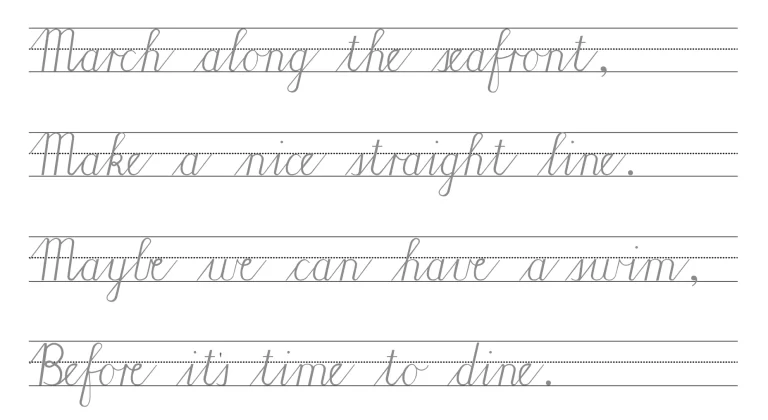 March along the seafront,
Make a nice straight line.
Maybe we can have a swim,
Before it's time to dine.